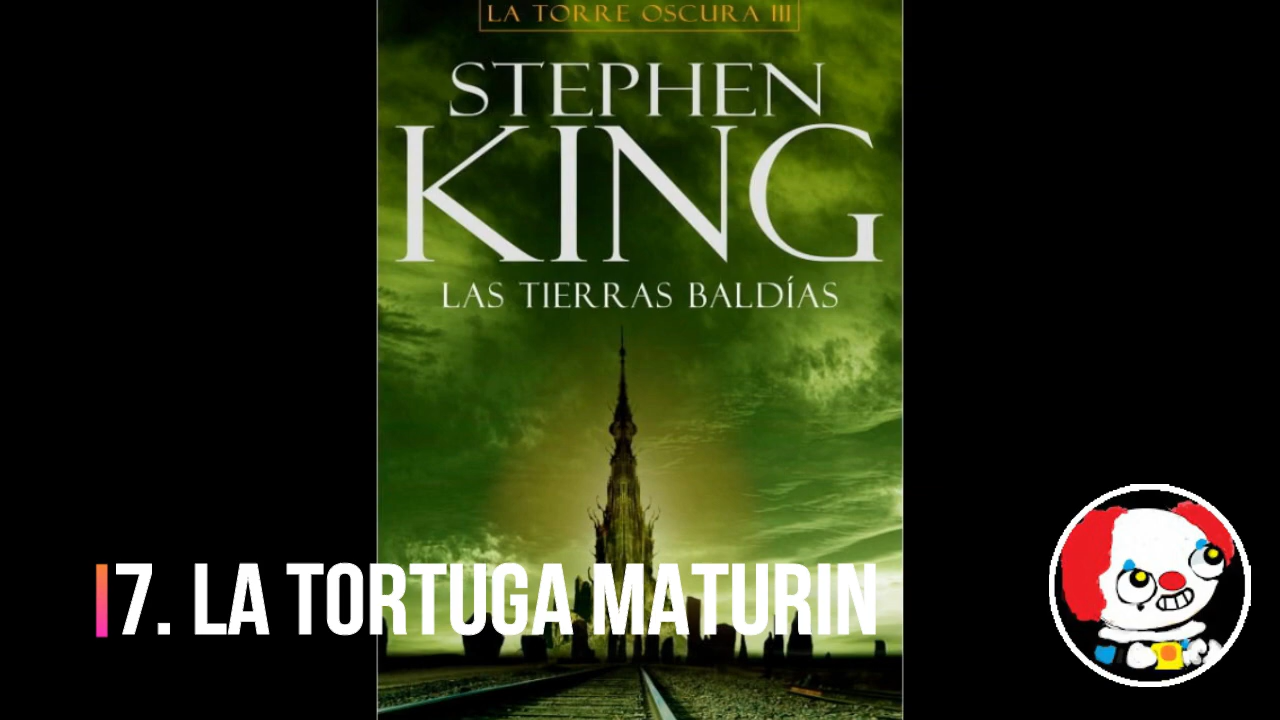 LA TORRE OSCURA III
STEPHEN
KING
LAS TIERRAS BALDÍAS
7. LA TORTUGA MATURIN